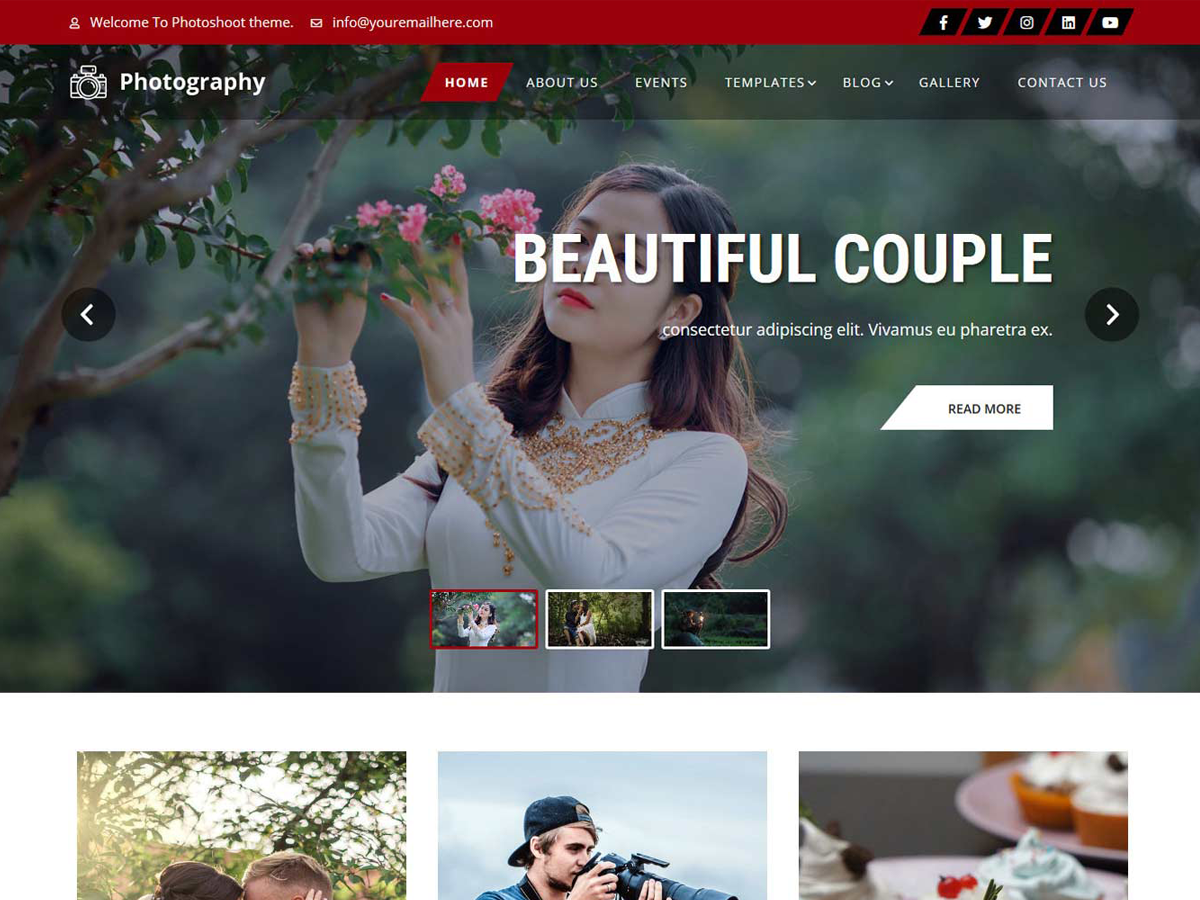 Welcome To Photoshoot theme. info@youremailhere.com
Photography HOME ABOUT US EVENTS TEMPLATES BLOG GALLERY CONTACT US
BEAUTIFUL COUPLE
consectetur adipiscing elit. Vivamus eu pharetra ex.
READ MORE